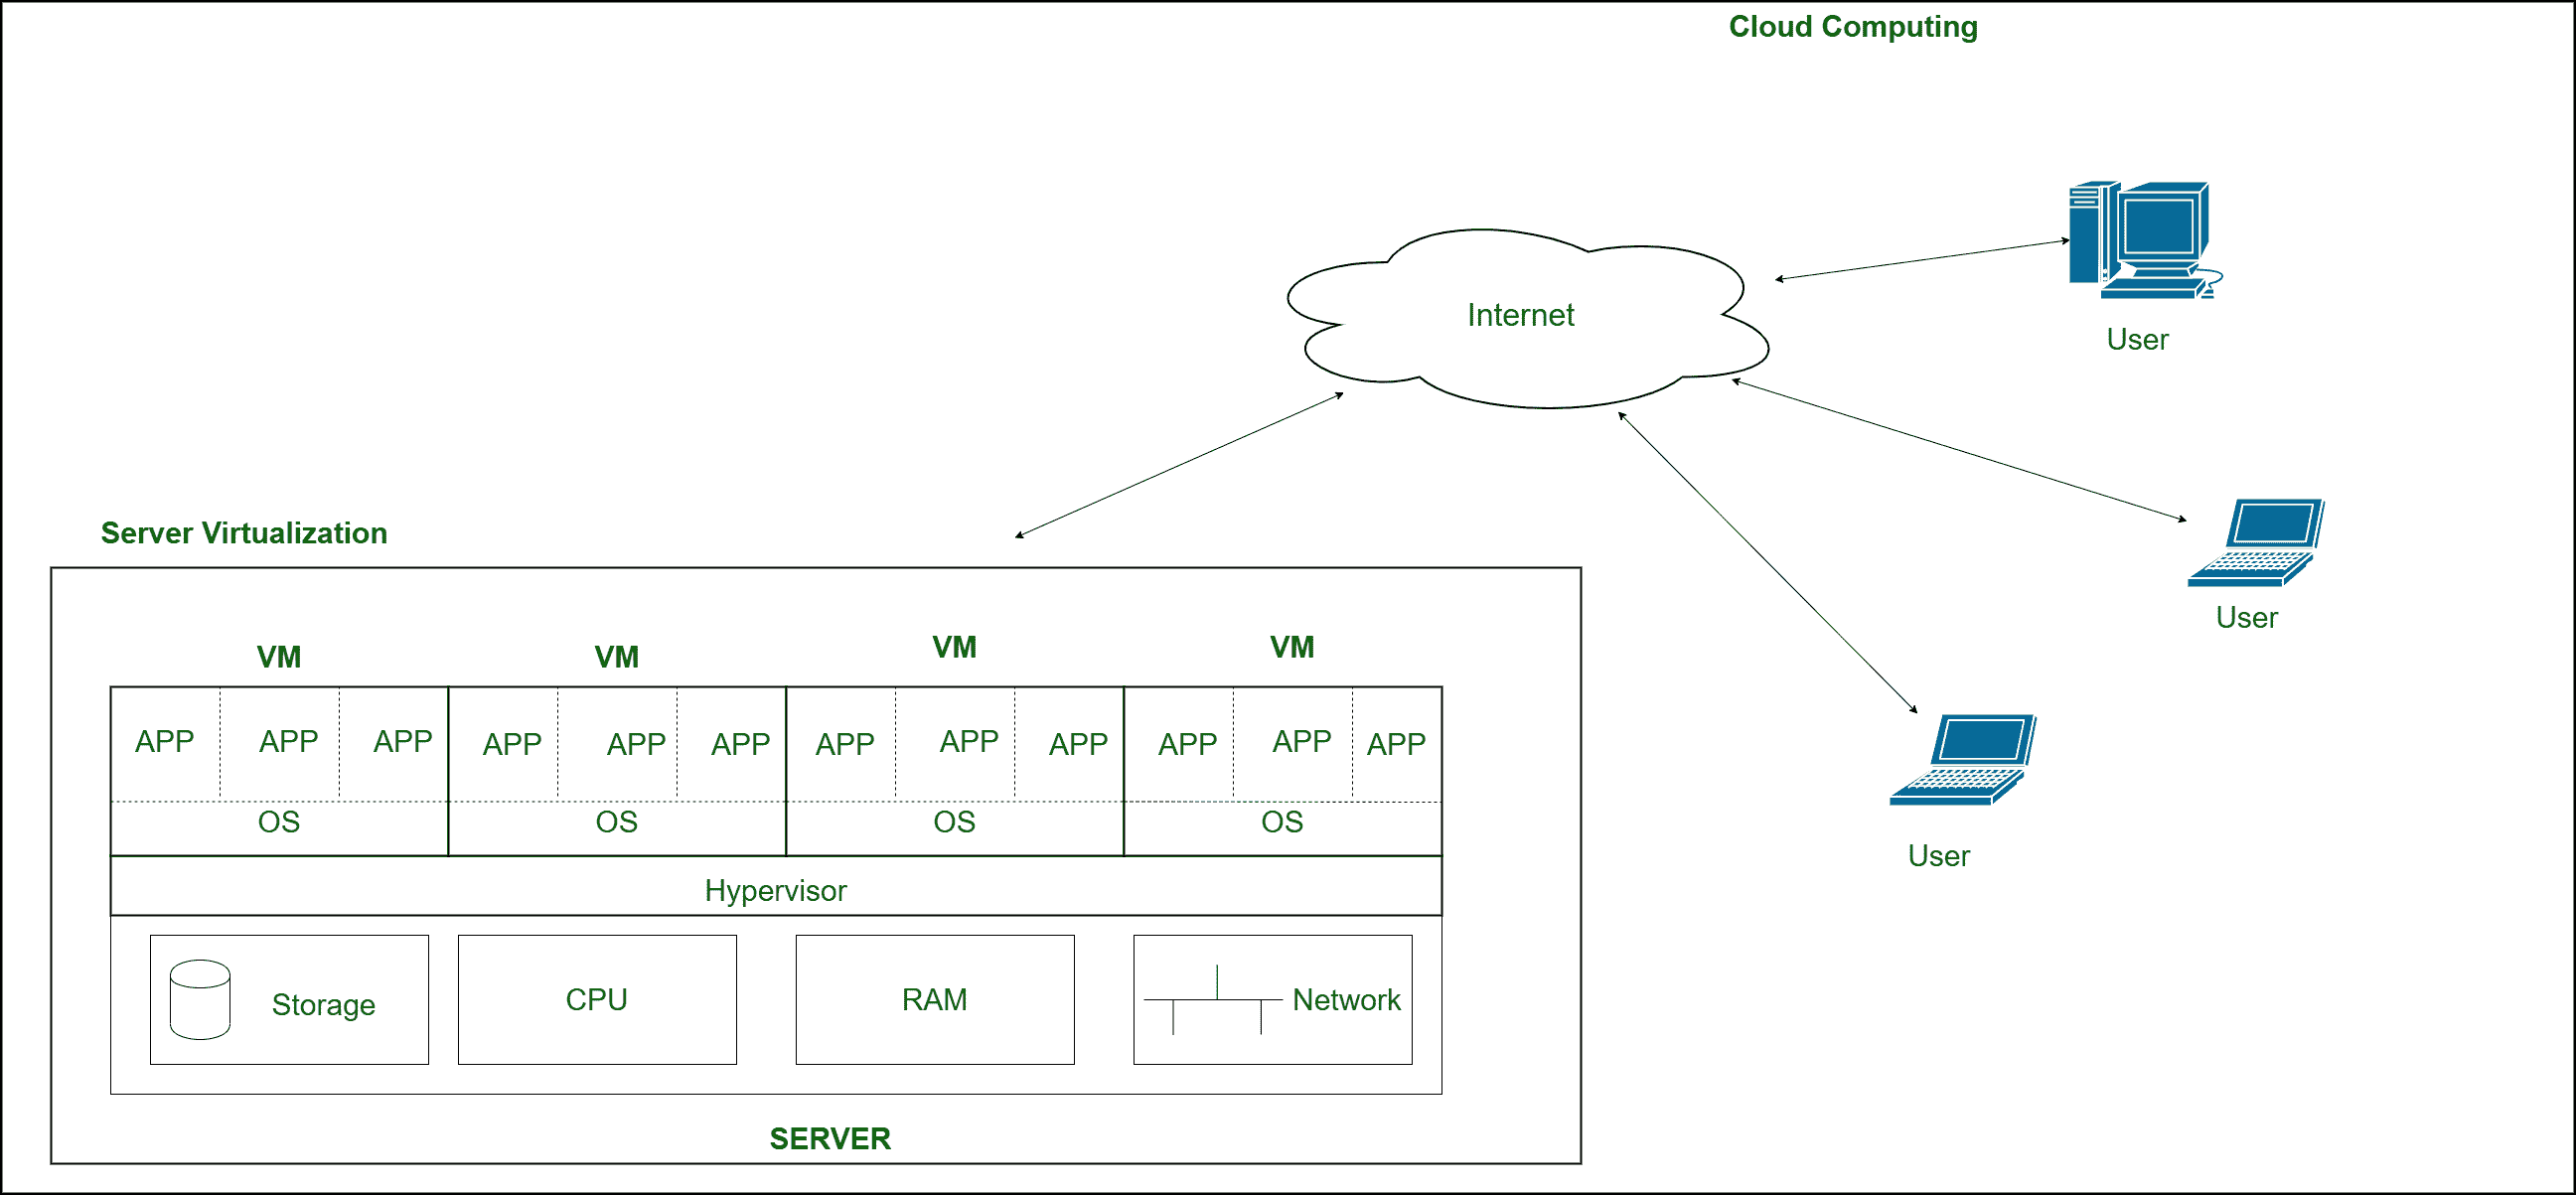 Cloud Computing
Internet
User
User
User
Server Virtualization
VM VM VM VM
APP APP APP APP APP APP APP APP APP APP APP APP
OS OS OS OS
Hypervisor
Storage CPU RAM Network
SERVER